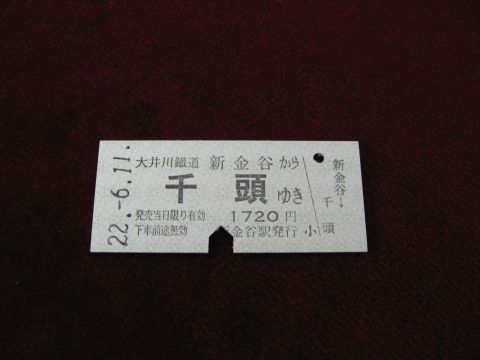 22.-6.11.
大井川鐵道 新金谷から
千頭ゆき
発売当日限り有効 1720円
下車前途無効 金谷駅発行 小
新金谷→千頭